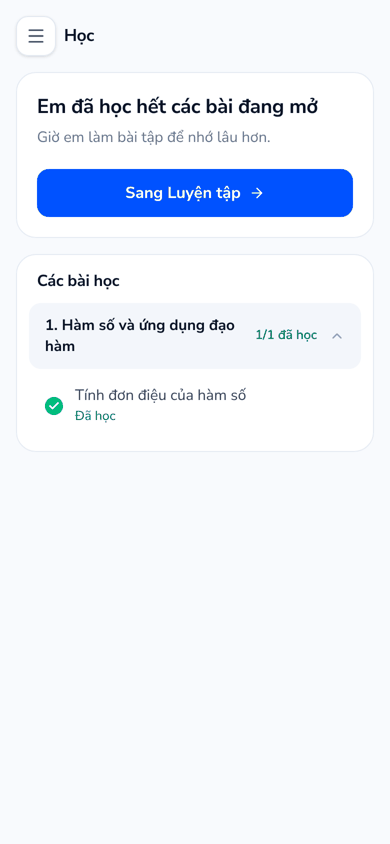 Học
Em đã học hết các bài đang mở
Giờ em làm bài tập để nhớ lâu hơn.
Sang Luyện tập →
Các bài học
1. Hàm số và ứng dụng đạo
hàm
1/1 đã học
Tính đơn điệu của hàm số
Đã học